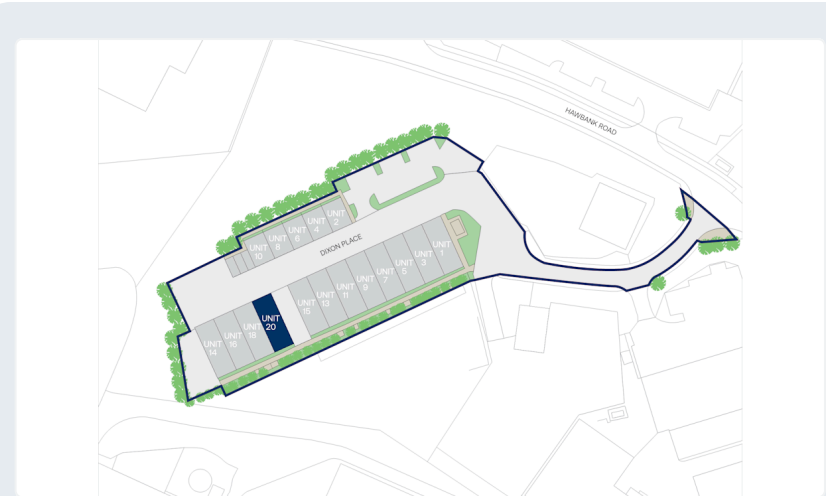 HAWBANK ROAD
UNIT
2
UNIT
4
UNIT
6
UNIT
8
UNIT
10
DIXON PLACE
UNIT
1
UNIT
3
UNIT
5
UNIT
7
UNIT
9
UNIT
11
UNIT
13
UNIT
15
UNIT
20
UNIT
18
UNIT
16
UNIT
14